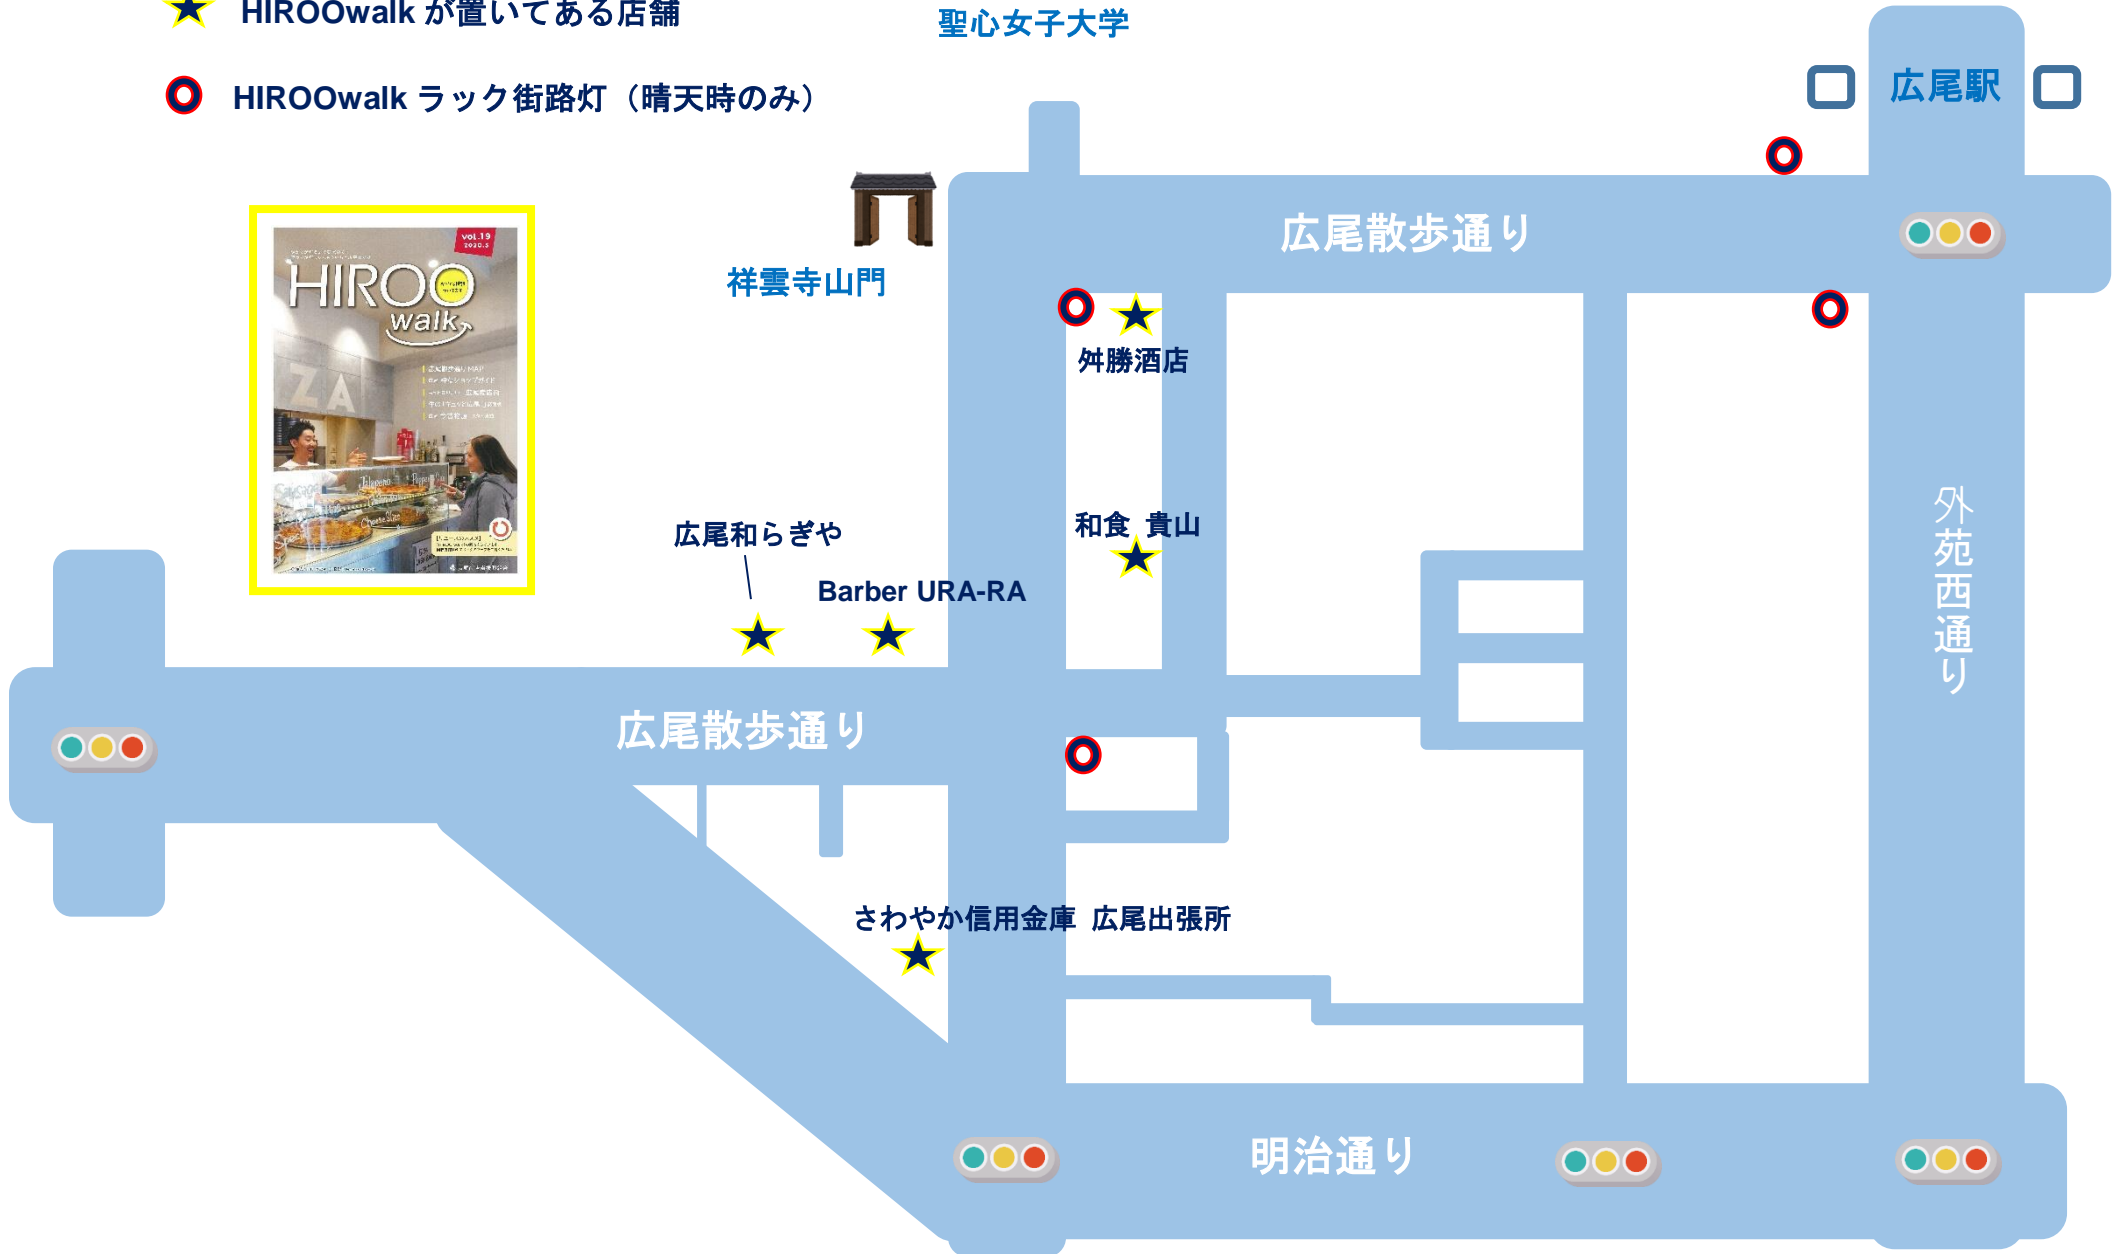 HIROOwalk が置いてある店舗
聖心女子大学
HIROOwalk ラック街路灯（晴天時のみ）
広尾駅
広尾散歩通り
祥雲寺山門
vol.19
2020.5
HIROO
walk
舛勝酒店
ZA
広尾和らぎや
和食 貴山
Barber URA-RA
外苑西通り
広尾散歩通り
さわやか信用金庫 広尾出張所
明治通り